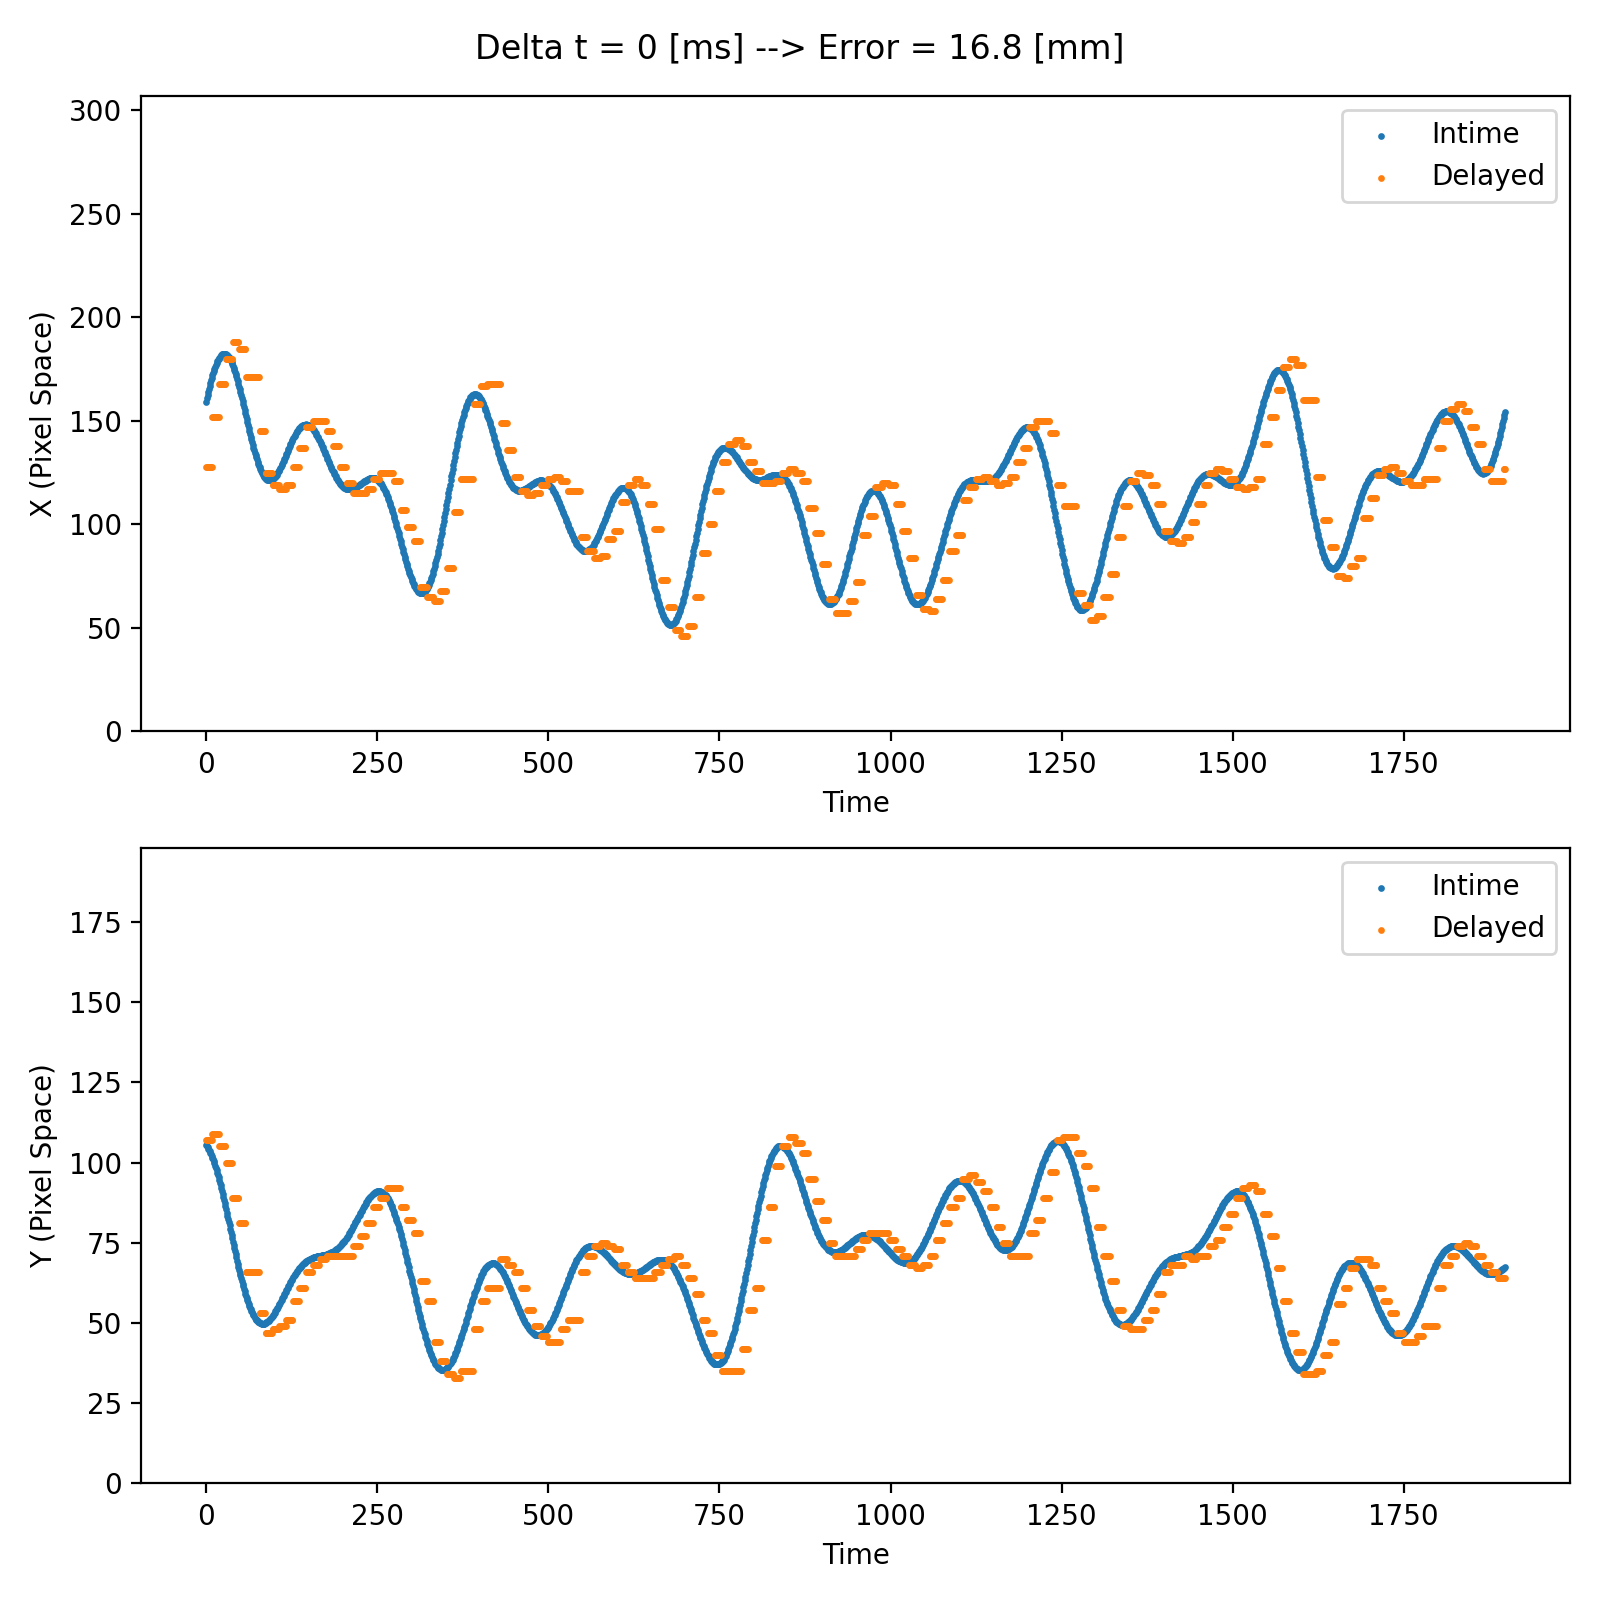 Delta t = 0 [ms] --> Error = 16.8 [mm]
300
250
200
150
100
50
0
X (Pixel Space)
Intime
Delayed
0 250 500 750 1000 1250 1500 1750
Time
175
150
125
100
75
50
25
0
Y (Pixel Space)
Intime
Delayed
0 250 500 750 1000 1250 1500 1750
Time